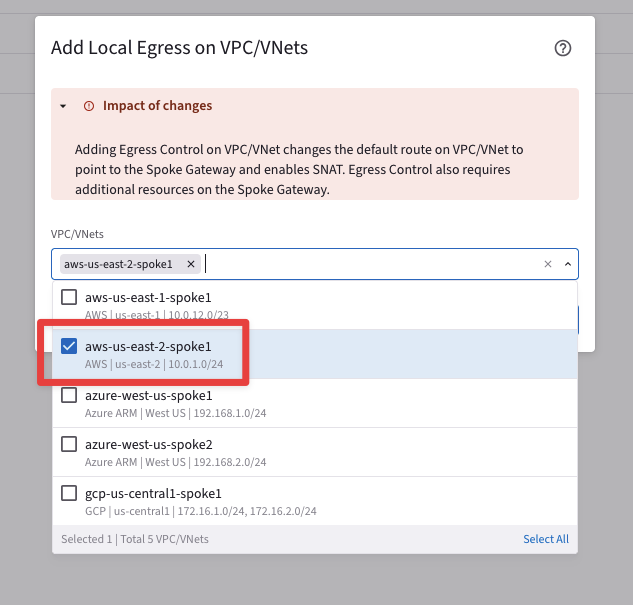 Add Local Egress on VPC/VNets
Impact of changes
Adding Egress Control on VPC/VNet changes the default route on VPC/VNet to
point to the Spoke Gateway and enables SNAT. Egress Control also requires
additional resources on the Spoke Gateway.
VPC/VNets
aws-us-east-2-spoke1
aws-us-east-1-spoke1
AWS | us-east-1 | 10.0.12.0/23
aws-us-east-2-spoke1
AWS | us-east-2 | 10.0.1.0/24
azure-west-us-spoke1
Azure ARM | West US | 192.168.1.0/24
azure-west-us-spoke2
Azure ARM | West US | 192.168.2.0/24
gcp-us-central1-spoke1
GCP | us-central1 | 172.16.1.0/24, 172.16.2.0/24
Selected 1 | Total 5 VPC/VNets
Select All